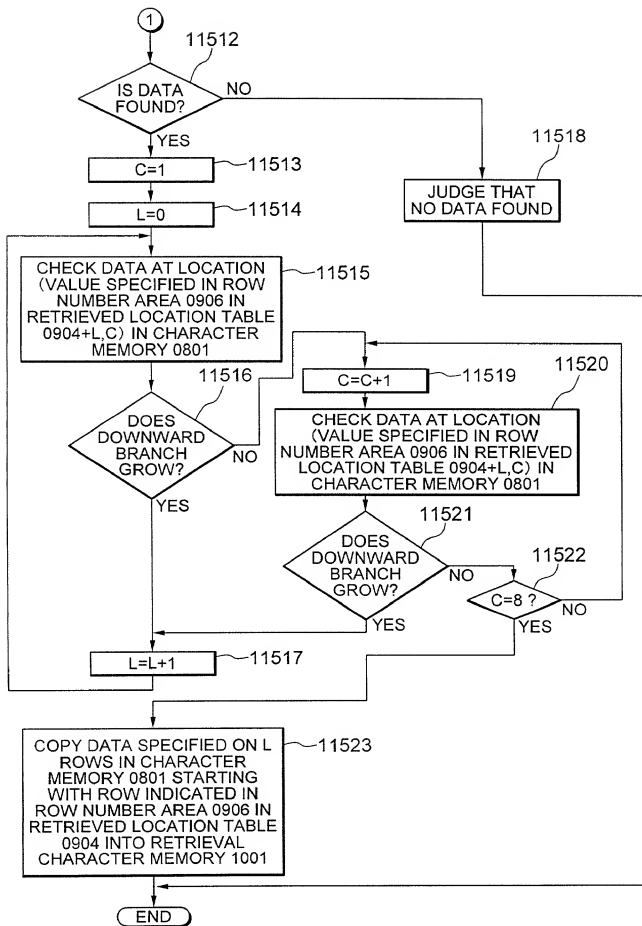 1
11512
IS DATA
FOUND?
NO
YES
11513
C=1
11518
JUDGE THAT
NO DATA FOUND
L=0
11514
CHECK DATA AT LOCATION
(VALUE SPECIFIED IN ROW
NUMBER AREA 0906 IN
RETRIEVED LOCATION TABLE
0904+L,C) IN CHARACTER
MEMORY 0801
11515
11516
DOES
DOWNWARD
BRANCH
GROW?
NO
YES
C=C+1
11519
11520
CHECK DATA AT LOCATION
(VALUE SPECIFIED IN ROW
NUMBER AREA 0906 IN RETRIEVED
LOCATION TABLE 0904+L,C) IN
CHARACTER MEMORY 0801
11521
DOES
DOWNWARD
BRANCH
GROW?
NO
YES
11522
C=8 ?
NO
YES
L=L+1
11517
COPY DATA SPECIFIED ON L
ROWS IN CHARACTER
MEMORY 0801 STARTING
WITH ROW INDICATED IN
ROW NUMBER AREA 0906 IN
RETRIEVED LOCATION TABLE
0904 INTO RETRIEVAL
CHARACTER MEMORY 1001
11523
END